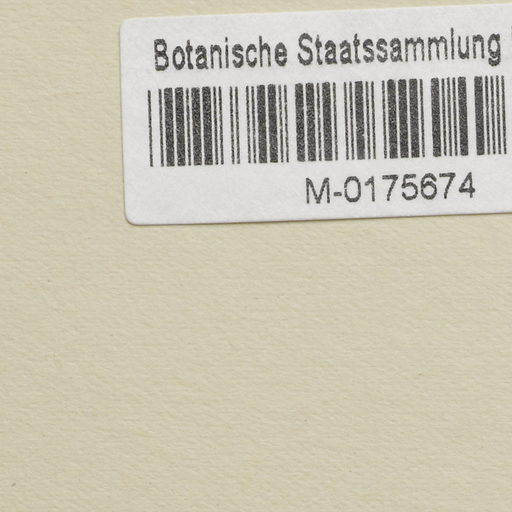 Botanische Staatssammlung
M-0175674